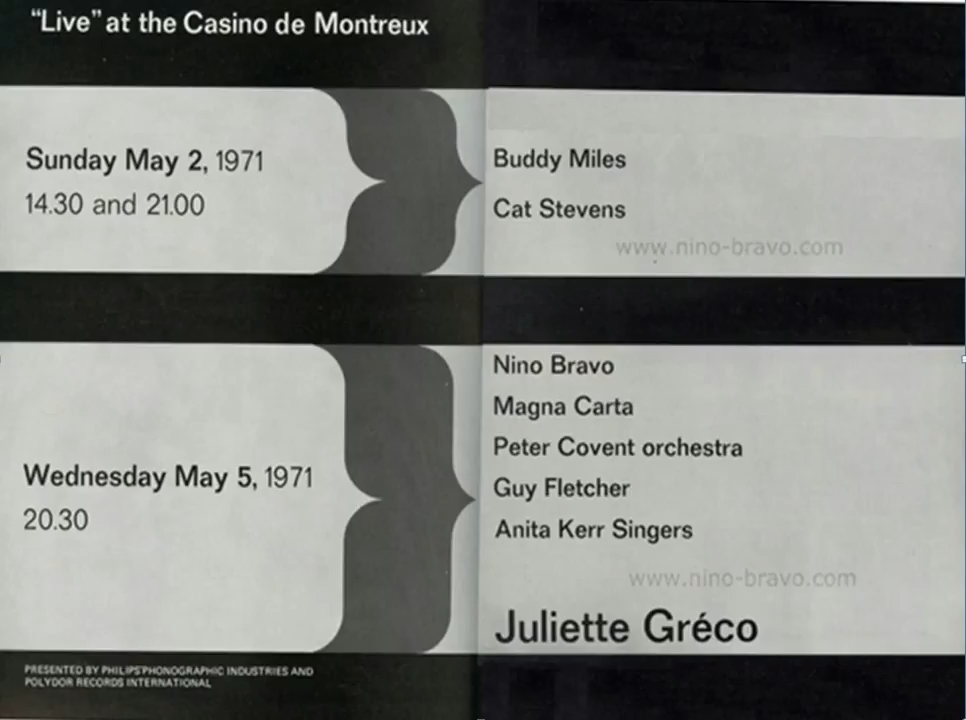 “Live” at the Casino de Montreux
Sunday May 2, 1971
14.30 and 21.00
Buddy Miles
Cat Stevens
www.nino-bravo.com
Wednesday May 5, 1971
20.30
Nino Bravo
Magna Carta
Peter Covent orchestra
Guy Fletcher
Anita Kerr Singers
www.nino-bravo.com
Juliette Gréco
PRESENTED BY PHILIPS' PHONOGRAPHIC INDUSTRIES AND
POLYDOR RECORDS INTERNATIONAL